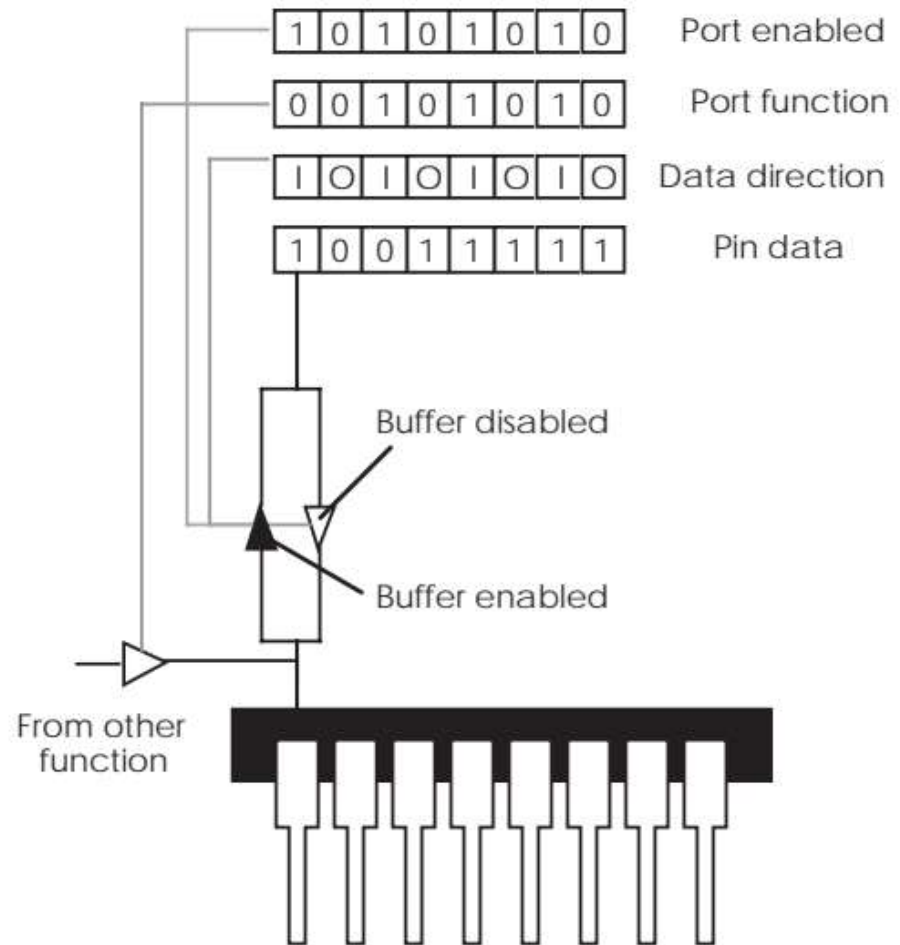 1 0 1 0 1 0 1 0 Port enabled
0 0 1 0 1 0 1 0 Port function
I O I O I O I O Data direction
1 0 0 1 1 1 1 1 Pin data
Buffer disabled
Buffer enabled
From other
function